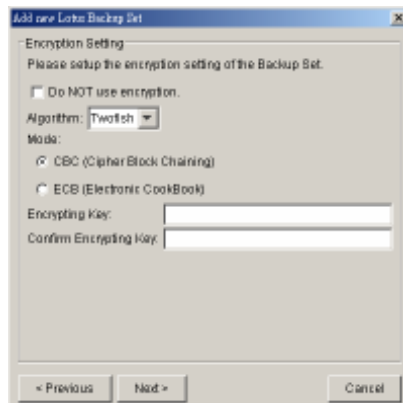 Add new Lotus Backup Set
Encryption Setting
Please setup the encryption setting of the Backup Set.
Do NOT use encryption.
Algorithm: Twofish
Mode:
CBC (Cipher Block Chaining)
ECB (Electronic CookBook)
Encrypting Key:
Confirm Encrypting Key:
< Previous Next > Cancel